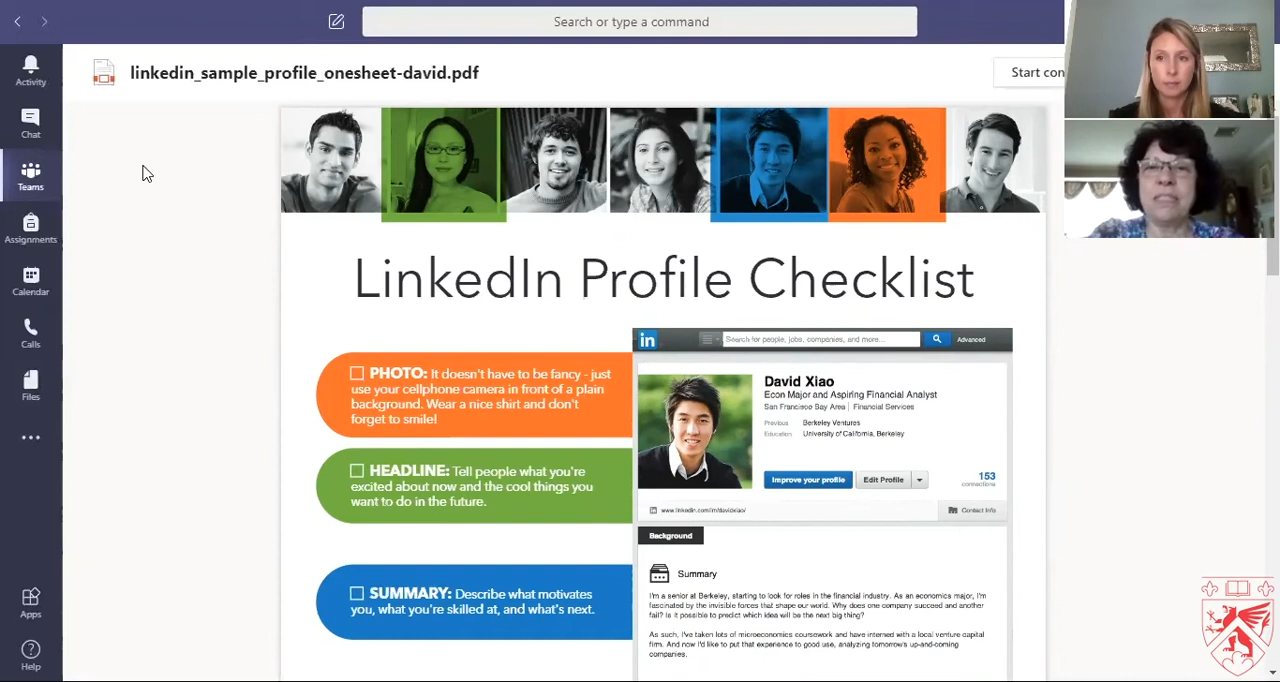 Search or type a command
Activity
Chat
Teams
Assignments
Calendar
Calls
Files
Apps
Help
linkedin_sample_profile_onesheet-david.pdf
Start con
LinkedIn Profile Checklist
PHOTO: It doesn't have to be fancy - just
use your cellphone camera in front of a plain
background. Wear a nice shirt and don't
forget to smile!
HEADLINE: Tell people what you're
excited about now and the cool things you
want to do in the future.
SUMMARY: Describe what motivates
you, what you're skilled at, and what's next.
in
Search for people, jobs, companies, and more...
Advanced
David Xiao
Econ Major and Aspiring Financial Analyst
San Francisco Bay Area | Financial Services
Previous Berkeley Ventures
Education University of California, Berkeley
Improve your profile
Edit Profile
153
connections
www.linkedin.com/in/davidxiao/
Contact Info
Background
Summary
I'm a senior at Berkeley, starting to look for roles in the financial industry. As an economics major, I'm
fascinated by the invisible forces that shape our world. Why does one company succeed and another
fail? Is it possible to predict which idea will be the next big thing?
As such, I've taken lots of microeconomics coursework and have interned with a local venture capital
firm. And now I'd like to put that experience to good use, analyzing tomorrow's up-and-coming
companies.